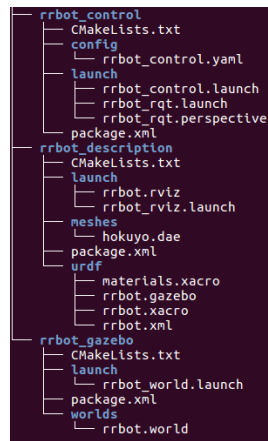 rrbot_control
CMakeLists.txt
config
rrbot_control.yaml
launch
rrbot_control.launch
rrbot_rqt.launch
rrbot_rqt.perspective
package.xml
rrbot_description
CMakeLists.txt
launch
rrbot.rviz
rrbot_rviz.launch
meshes
hokuyo.dae
package.xml
urdf
materials.xacro
rrbot.gazebo
rrbot.xacro
rrbot.xml
rrbot_gazebo
CMakeLists.txt
launch
rrbot_world.launch
package.xml
worlds
rrbot.world